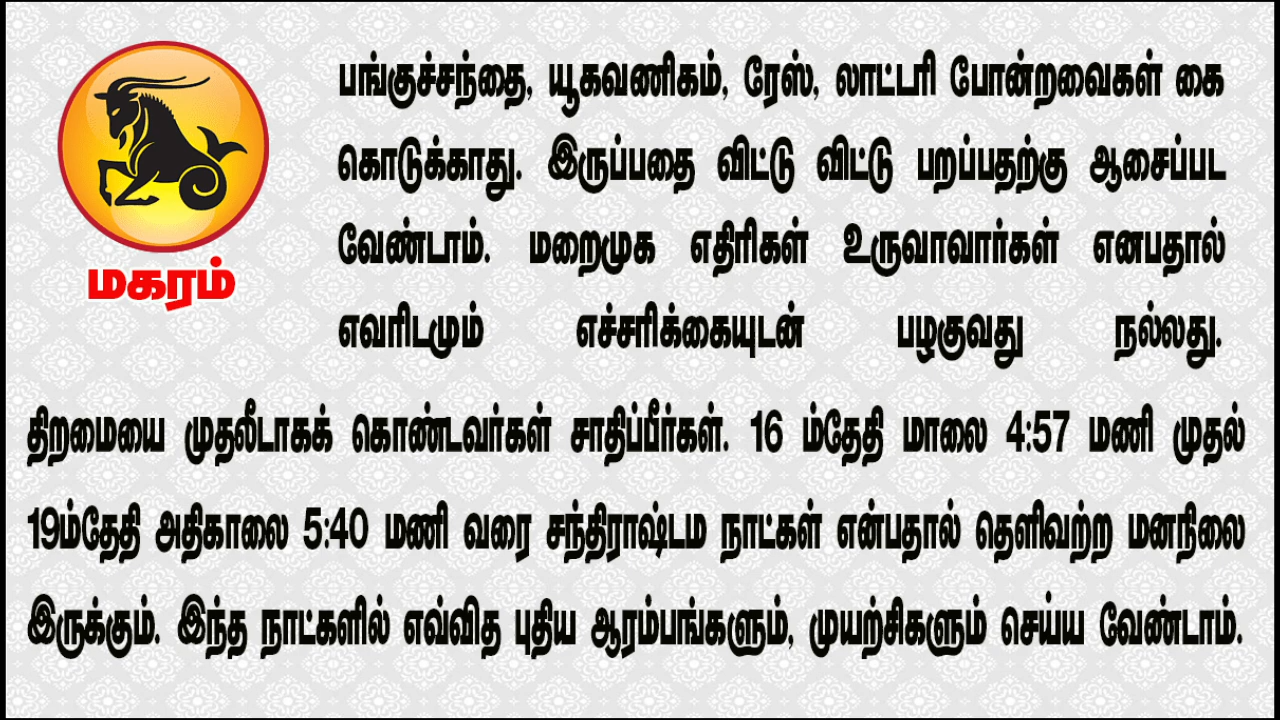 பங்குச்சந்தை, யூகவணிகம், ரேஸ், லாட்டரி போன்றவைகள் கை
கொடுக்காது. இருப்பதை விட்டு விட்டு பறப்பதற்கு ஆசைப்பட
வேண்டாம். மறைமுக எதிரிகள் உருவாவார்கள் எனபதால்
எவரிடமும் எச்சரிக்கையுடன் பழகுவது நல்லது.
மகரம்
திறமையை முதலீடாகக் கொண்டவர்கள் சாதிப்பீர்கள். 16 ம்தேதி மாலை 4:57 மணி முதல்
19ம்தேதி அதிகாலை 5:40 மணி வரை சந்திராஷ்டம நாட்கள் என்பதால் தெளிவற்ற மனநிலை
இருக்கும். இந்த நாட்களில் எவ்வித புதிய ஆரம்பங்களும், முயற்சிகளும் செய்ய வேண்டாம்.